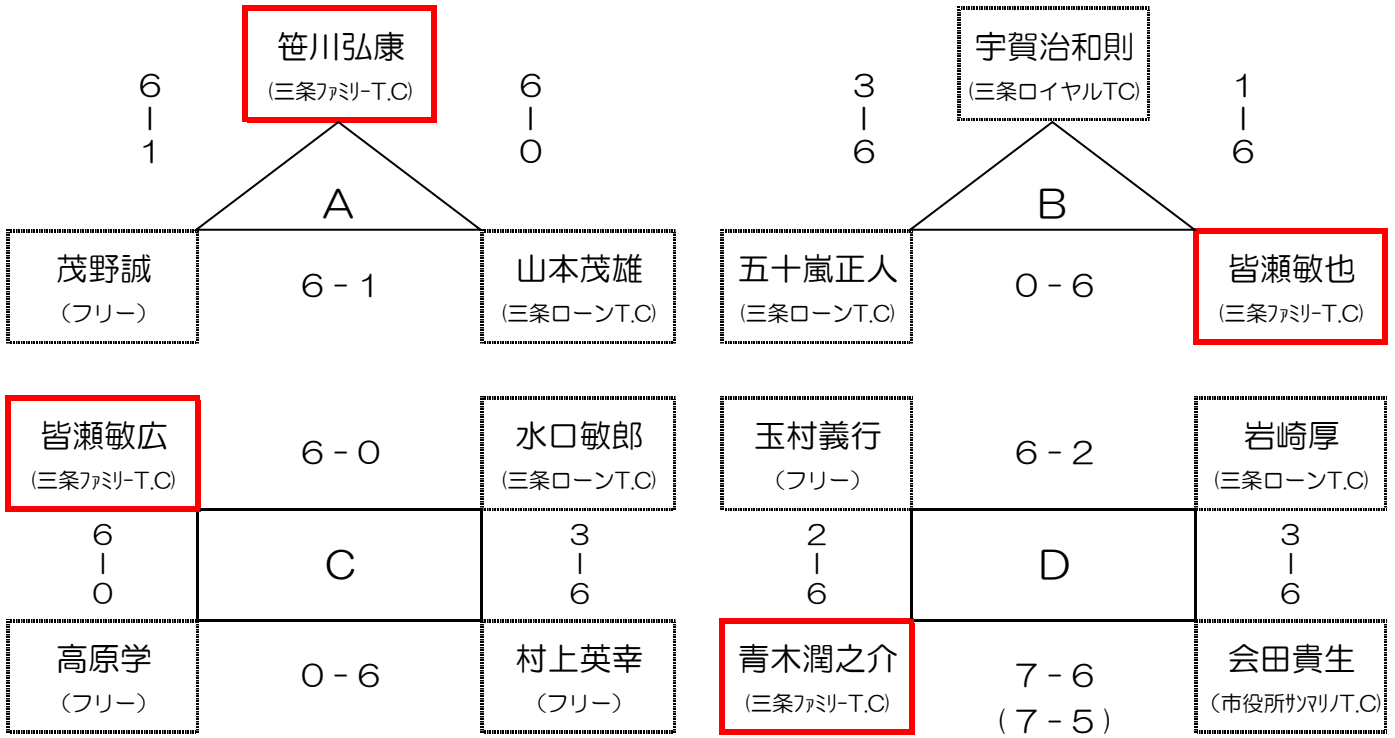 笹川弘康
(三条ﾌｧﾐﾘｰT.C)
6
|
1
6
|
0
A
茂野誠
（フリー）
6-1
山本茂雄
(三条ローンT.C)
宇賀治和則
(三条ロイヤルTC)
3
|
6
1
|
6
B
五十嵐正人
(三条ローンT.C)
0-6
皆瀬敏也
(三条ﾌｧﾐﾘｰT.C)
皆瀬敏広
(三条ﾌｧﾐﾘｰT.C)
6-0
水口敏郎
(三条ローンT.C)
6
|
0
C
3
|
6
高原学
（フリー）
0-6
村上英幸
（フリー）
玉村義行
（フリー）
6-2
岩崎厚
(三条ローンT.C)
2
|
6
D
3
|
6
青木潤之介
(三条ﾌｧﾐﾘｰT.C)
7-6
(7-5)
会田貴生
(市役所ｻﾝﾏﾘﾉT.C)